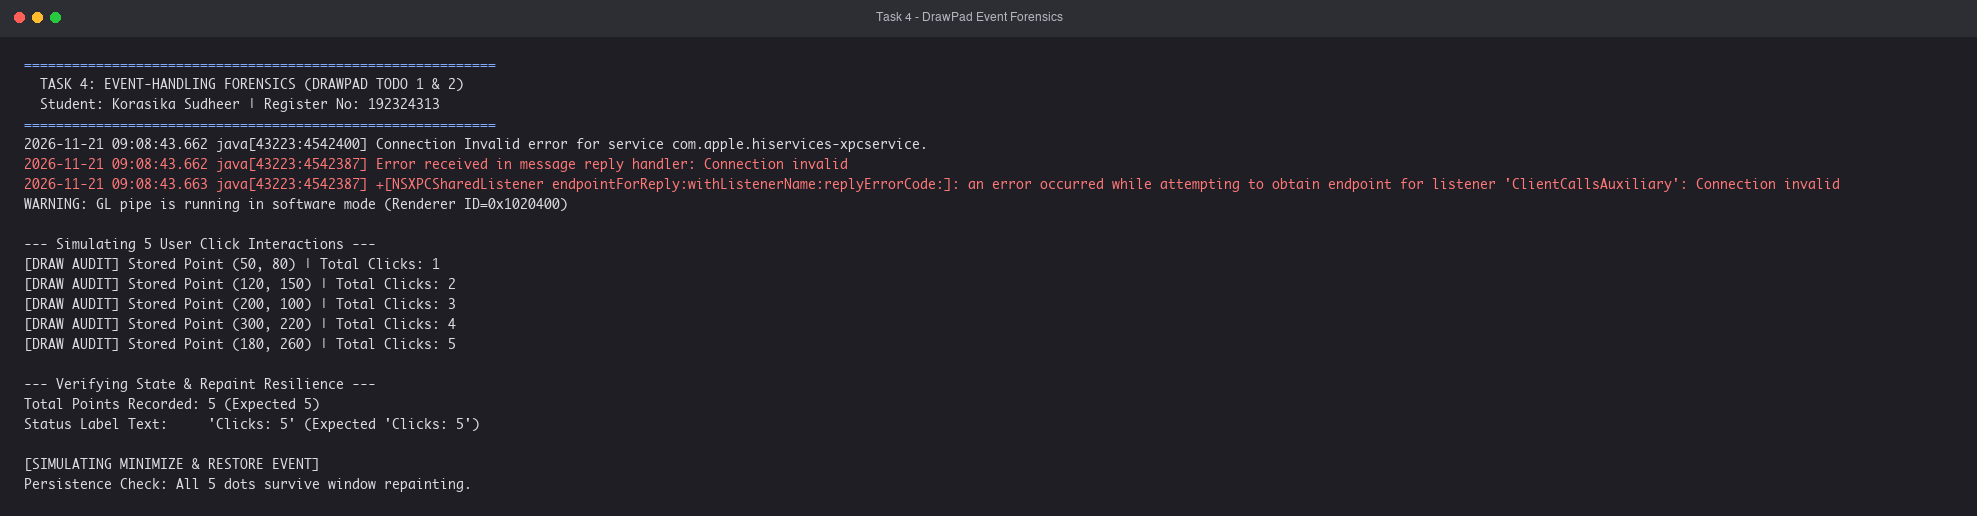 Task 4 - DrawPad Event Forensics
===========================================================
TASK 4: EVENT-HANDLING FORENSICS (DRAWPAD TODO 1 & 2)
Student: Korasika Sudheer | Register No: 192324313
===========================================================
2026-11-21 09:08:43.662 java[43223:4542400] Connection Invalid error for service com.apple.hiservices-xpcservice.
2026-11-21 09:08:43.662 java[43223:4542387] Error received in message reply handler: Connection invalid
2026-11-21 09:08:43.663 java[43223:4542387] +[NSXPCSharedListener endpointForReply:withListenerName:replyErrorCode:]: an error occurred while attempting to obtain endpoint for listener 'ClientCallsAuxiliary': Connection invalid
WARNING: GL pipe is running in software mode (Renderer ID=0x1020400)
--- Simulating 5 User Click Interactions ---
[DRAW AUDIT] Stored Point (50, 80) | Total Clicks: 1
[DRAW AUDIT] Stored Point (120, 150) | Total Clicks: 2
[DRAW AUDIT] Stored Point (200, 100) | Total Clicks: 3
[DRAW AUDIT] Stored Point (300, 220) | Total Clicks: 4
[DRAW AUDIT] Stored Point (180, 260) | Total Clicks: 5
--- Verifying State & Repaint Resilience ---
Total Points Recorded: 5 (Expected 5)
Status Label Text:     'Clicks: 5' (Expected 'Clicks: 5')
[SIMULATING MINIMIZE & RESTORE EVENT]
Persistence Check: All 5 dots survive window repainting.